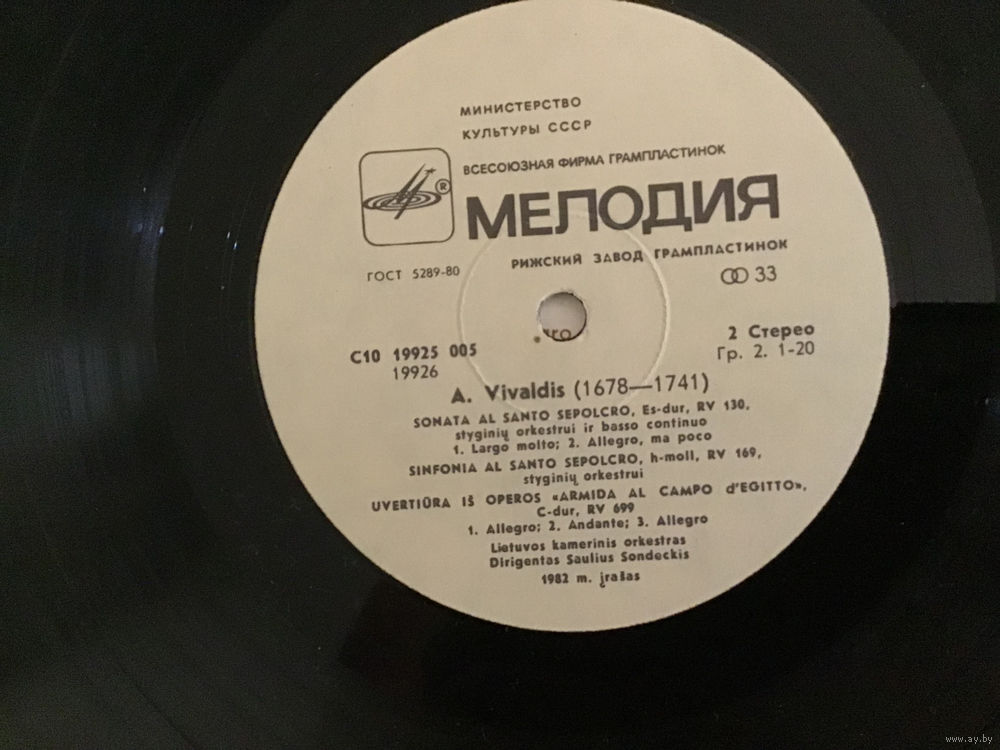 МИНИСТЕРСТВО
КУЛЬТУРЫ СССР
ВСЕСОЮЗНАЯ ФИРМА ГРАМПЛАСТИНОК
®
МЕЛОДИЯ
РИЖСКИЙ ЗАВОД ГРАМПЛАСТИНОК
ГОСТ 5289-80
33
2 Стерео
Гр. 2. 1-20
С10 19925 005
19926
A. Vivaldis (1678—1741)
SONATA AL SANTO SEPOLCRO, Es-dur, RV 130,
styginių orkestrui ir basso continuo
1. Largo molto; 2. Allegro, ma poco
SINFONIA AL SANTO SEPOLCRO, h-moll, RV 169,
styginių orkestrui
UVERTIŪRA IŠ OPEROS «ARMIDA AL CAMPO d'EGITTO»,
C-dur, RV 699
1. Allegro; 2. Andante; 3. Allegro
Lietuvos kamerinis orkestras
Dirigentas Saulius Sondeckis
1982 m. įrašas
www.ay.by